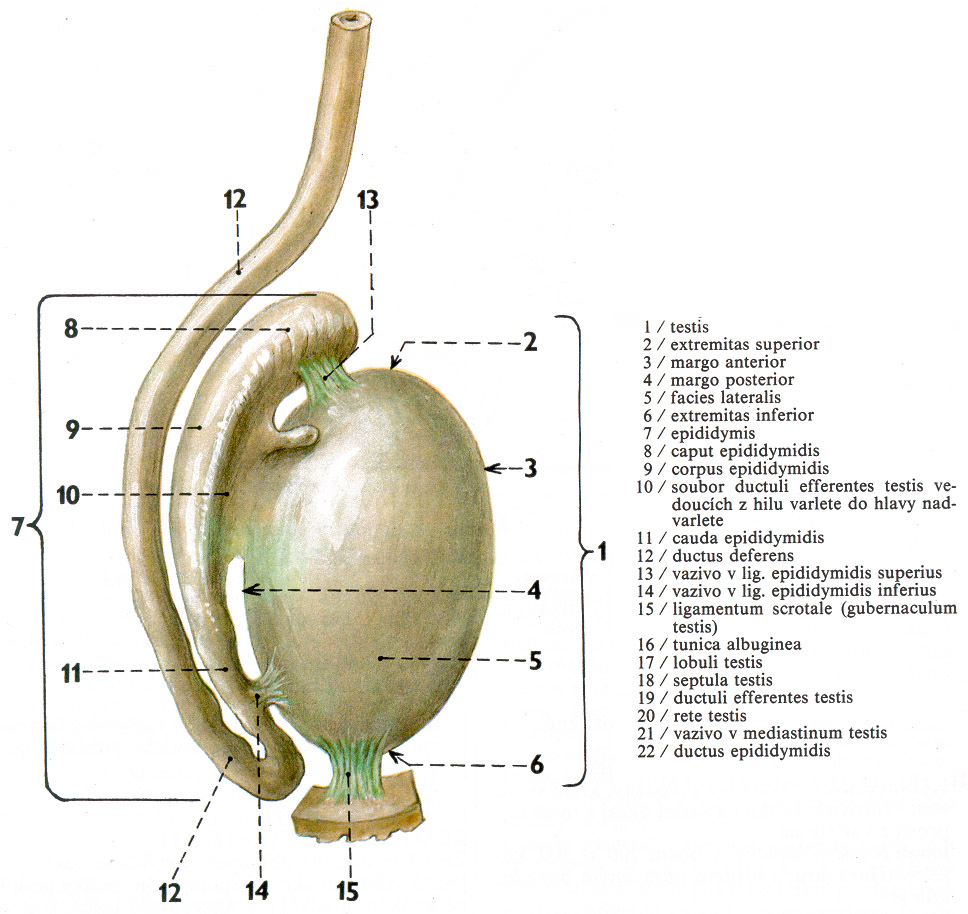 12
13
8
2
9
3
10
7
1
4
11
5
6
12
14
15
1 / testis
2 / extremitas superior
3 / margo anterior
4 / margo posterior
5 / facies lateralis
6 / extremitas inferior
7 / epididymis
8 / caput epididymidis
9 / corpus epididymidis
10 / soubor ductuli efferentes testis ve-
doucích z hilu varlete do hlavy nad-
varlete
11 / cauda epididymidis
12 / ductus deferens
13 / vazivo v lig. epididymidis superius
14 / vazivo v lig. epididymidis inferius
15 / ligamentum scrotale (gubernaculum
testis)
16 / tunica albuginea
17 / lobuli testis
18 / septula testis
19 / ductuli efferentes testis
20 / rete testis
21 / vazivo v mediastinum testis
22 / ductus epididymidis